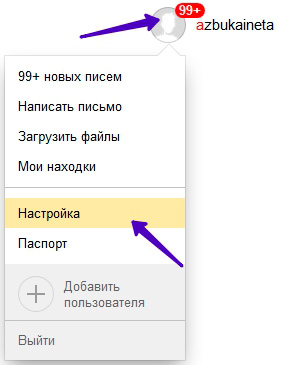 99+
azbukaineta
99+ новых писем
Написать письмо
Загрузить файлы
Мои находки
Настройка
Паспорт
Добавить
пользователя
Выйти